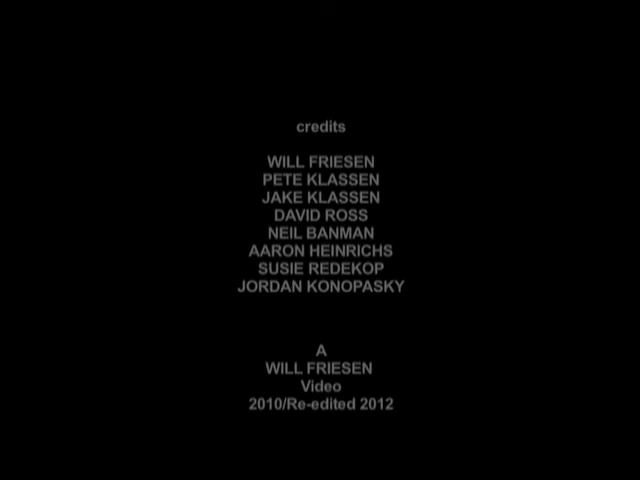 credits
WILL FRIESEN
PETE KLASSEN
JAKE KLASSEN
DAVID ROSS
NEIL BANMAN
AARON HEINRICHS
SUSIE REDEKOP
JORDAN KONOPASKY
A
WILL FRIESEN
Video
2010/Re-edited 2012